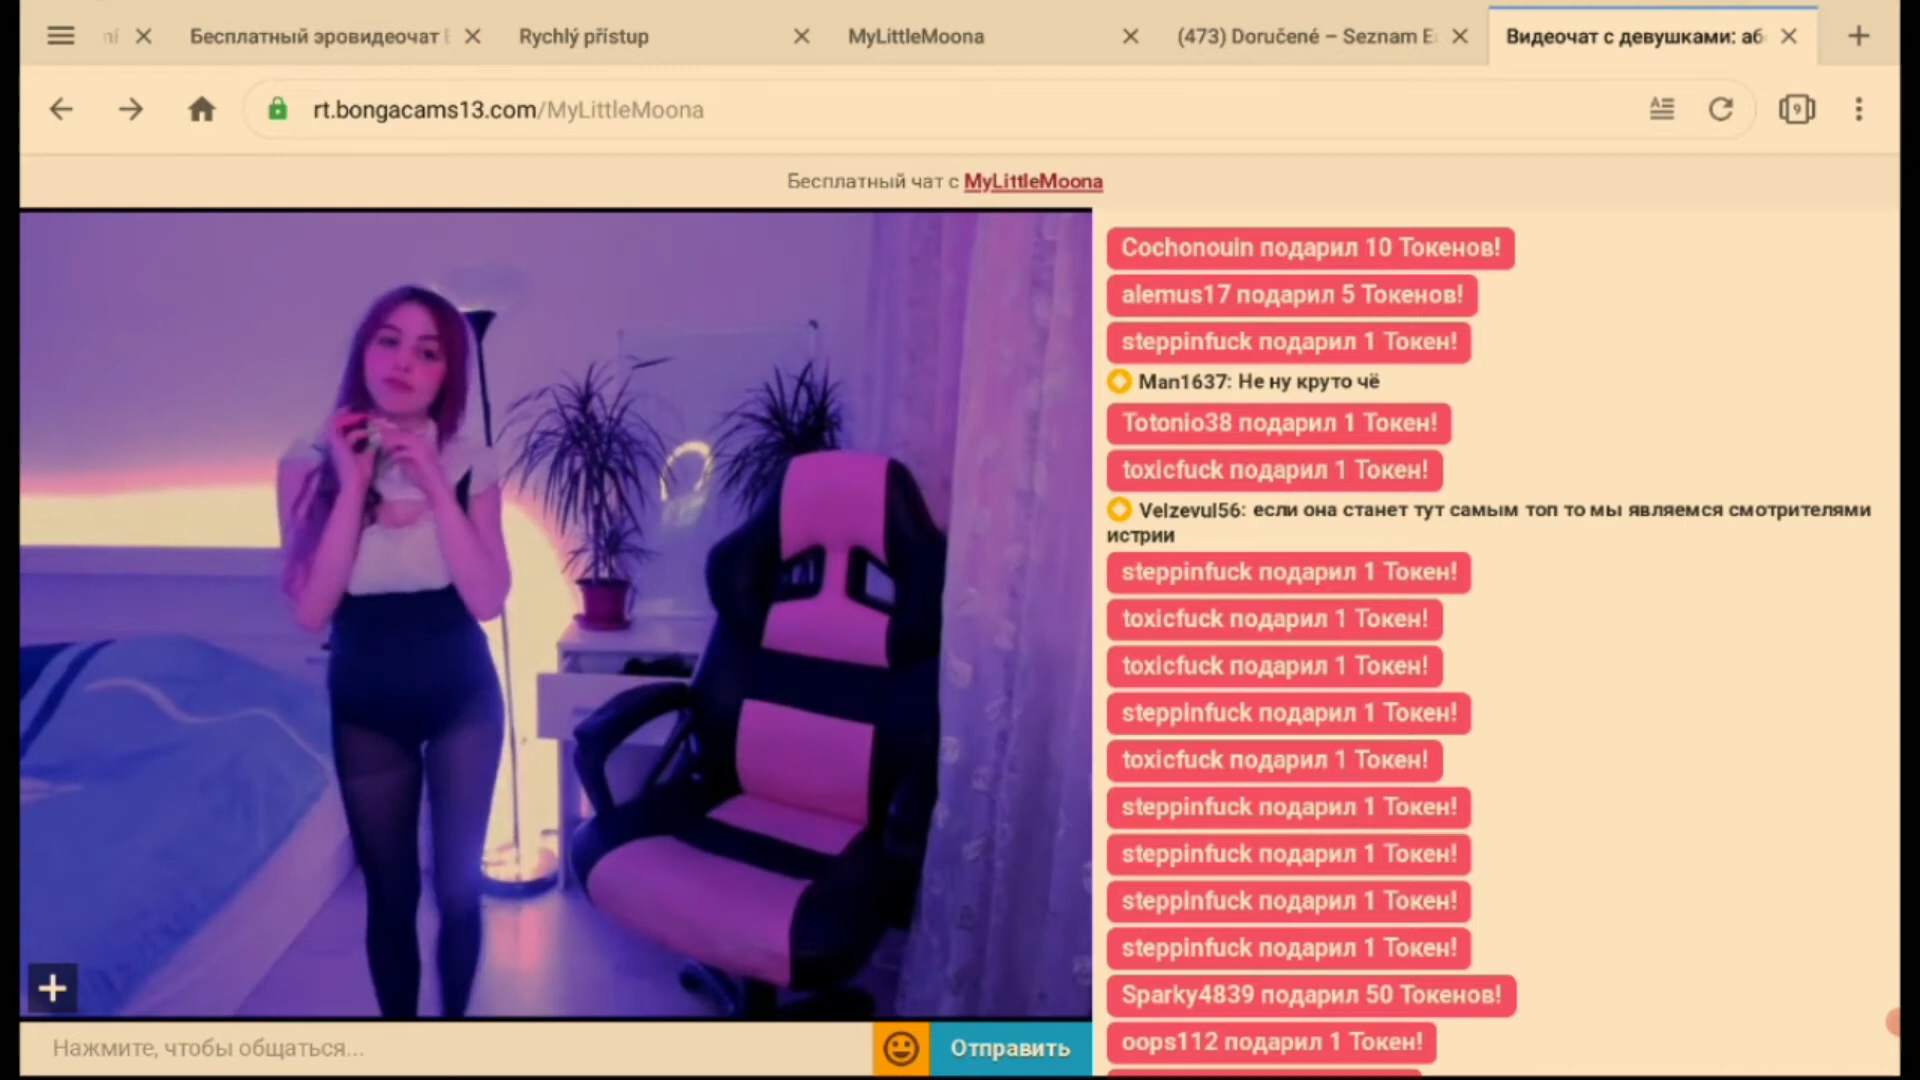 Бесплатный эровидеочат
Rychlý přístup
MyLittleMoona
(473) Doručené – Seznam E
Видеочат с девушками: аб
rt.bongacams13.com/MyLittleMoona
9
Бесплатный чат с MyLittleMoona
Cochonouin подарил 10 Токенов!
alemus17 подарил 5 Токенов!
steppinfuck подарил 1 Токен!
Man1637: Не ну круто чё
Totonio38 подарил 1 Токен!
toxicfuck подарил 1 Токен!
Velzevul56: если она станет тут самым топ то мы являемся смотрителями
истрии
steppinfuck подарил 1 Токен!
toxicfuck подарил 1 Токен!
toxicfuck подарил 1 Токен!
steppinfuck подарил 1 Токен!
toxicfuck подарил 1 Токен!
steppinfuck подарил 1 Токен!
steppinfuck подарил 1 Токен!
steppinfuck подарил 1 Токен!
steppinfuck подарил 1 Токен!
Sparky4839 подарил 50 Токенов!
oops112 подарил 1 Токен!
Нажмите, чтобы общаться...
Отправить